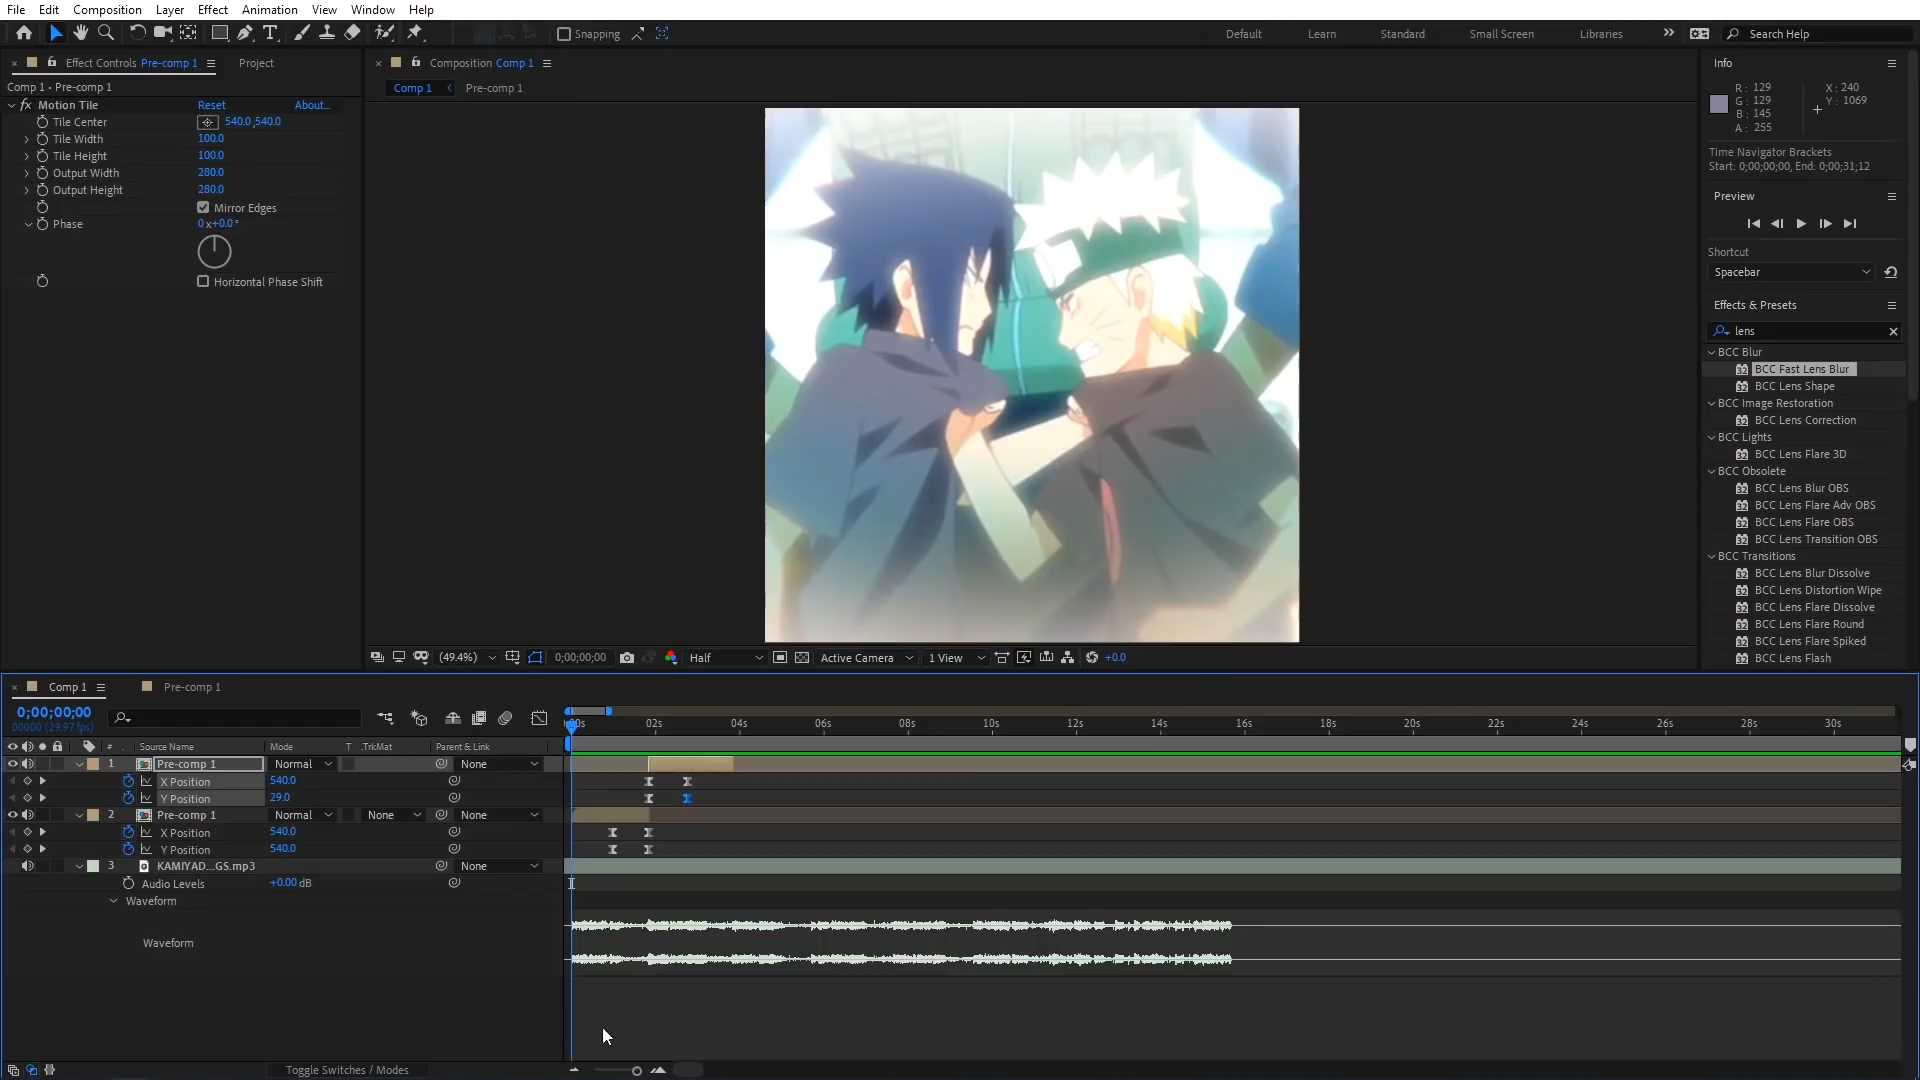 File Edit Composition Layer Effect Animation View Window Help
Snapping Default Learn Standard Small Screen Libraries Search Help
Effect Controls Pre-comp 1 Project
Comp 1 • Pre-comp 1
fx Motion Tile Reset About...
Tile Center 540.0,540.0
Tile Width 100.0
Tile Height 100.0
Output Width 280.0
Output Height 280.0
Mirror Edges
Phase 0x+0.0°
Horizontal Phase Shift
Composition Comp 1
Comp 1 Pre-comp 1
(49.4%) 0;00;00;00 Half Active Camera 1 View +0.0
Info
R: 129 X: 240
G: 129 Y: 1069
B: 145
A: 255
Time Navigator Brackets
Start: 0;00;00;00, End: 0;00;31;12
Preview
Shortcut
Spacebar
Effects & Presets
lens
BCC Blur
BCC Fast Lens Blur
BCC Lens Shape
BCC Image Restoration
BCC Lens Correction
BCC Lights
BCC Lens Flare 3D
BCC Obsolete
BCC Lens Blur OBS
BCC Lens Flare Adv OBS
BCC Lens Flare OBS
BCC Lens Transition OBS
BCC Transitions
BCC Lens Blur Dissolve
BCC Lens Distortion Wipe
BCC Lens Flare Dissolve
BCC Lens Flare Round
BCC Lens Flare Spiked
BCC Lens Flash
Comp 1 Pre-comp 1
0;00;00;00
00000 (29.97 fps)
02s 04s 06s 08s 10s 12s 14s 16s 18s 20s 22s 24s 26s 28s 30s
# Source Name Mode T .TrkMat Parent & Link
1 Pre-comp 1 Normal None
X Position 540.0
Y Position 29.0
2 Pre-comp 1 Normal None None
X Position 540.0
Y Position 540.0
3 KAMIYAD...GS.mp3 None
Audio Levels +0.00 dB
Waveform
Waveform
Toggle Switches / Modes